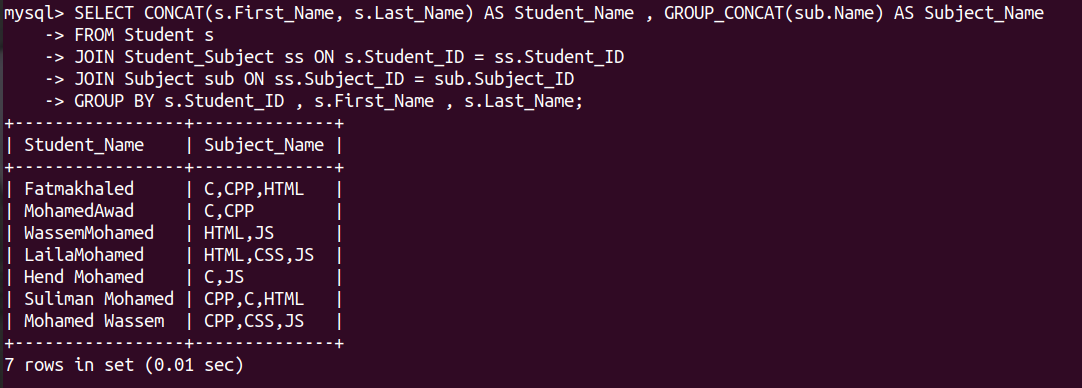 mysql> SELECT CONCAT(s.First_Name, s.Last_Name) AS Student_Name , GROUP_CONCAT(sub.Name) AS Subject_Name
    -> FROM Student s
    -> JOIN Student_Subject ss ON s.Student_ID = ss.Student_ID
    -> JOIN Subject sub ON ss.Subject_ID = sub.Subject_ID
    -> GROUP BY s.Student_ID , s.First_Name , s.Last_Name;
+-----------------+--------------+
| Student_Name    | Subject_Name |
+-----------------+--------------+
| Fatmakhaled     | C,CPP,HTML   |
| MohamedAwad     | C,CPP        |
| WassemMohamed   | HTML,JS      |
| LailaMohamed    | HTML,CSS,JS  |
| Hend Mohamed    | C,JS         |
| Suliman Mohamed | CPP,C,HTML   |
| Mohamed Wassem  | CPP,CSS,JS   |
+-----------------+--------------+
7 rows in set (0.01 sec)